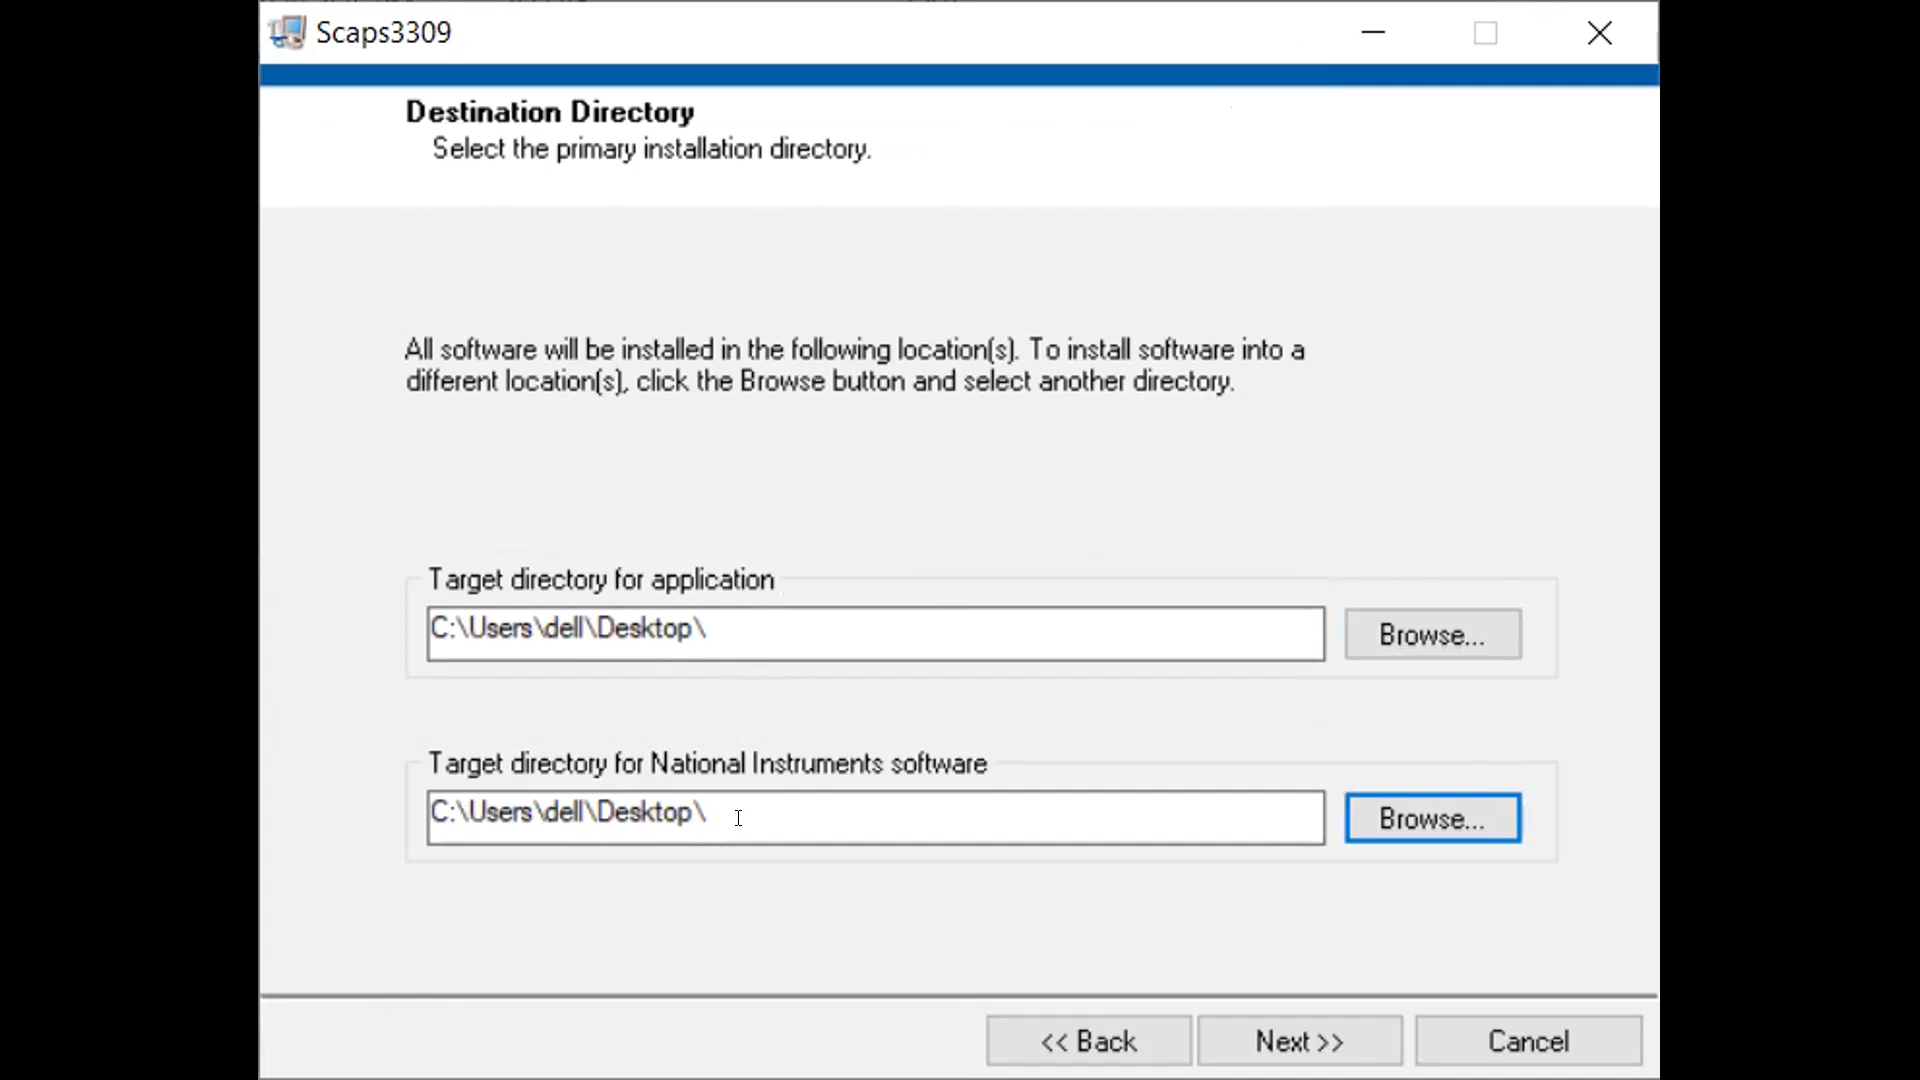 Scaps3309
Destination Directory
Select the primary installation directory.
All software will be installed in the following location(s). To install software into a
different location(s), click the Browse button and select another directory.
Target directory for application
C:\Users\dell\Desktop\
Browse...
Target directory for National Instruments software
C:\Users\dell\Desktop\
Browse...
<< Back
Next >>
Cancel